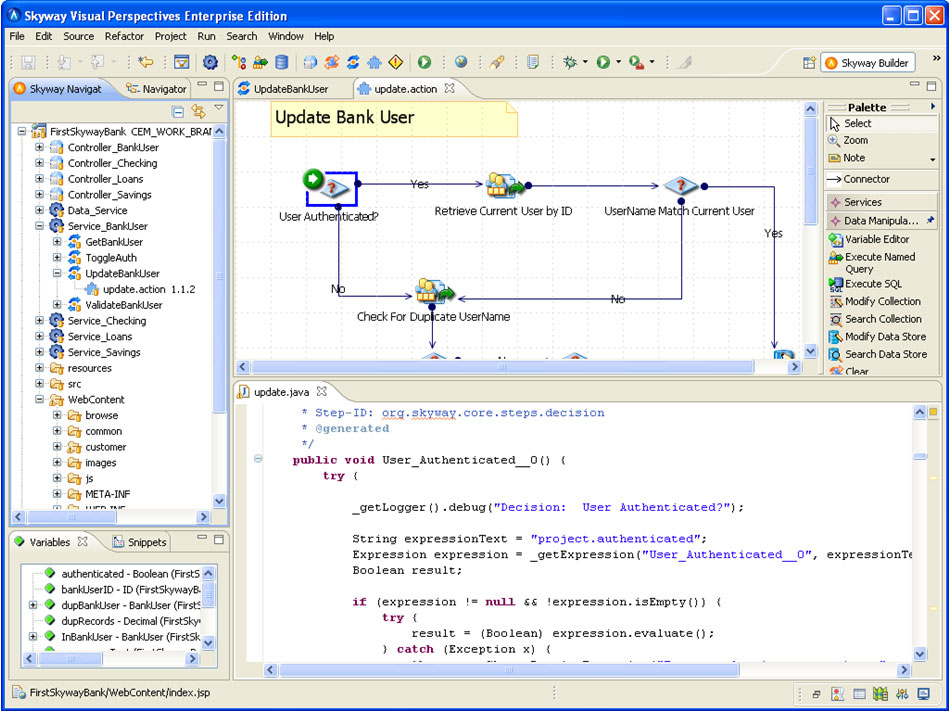 Skyway Visual Perspectives Enterprise Edition
File Edit Source Refactor Project Run Search Window Help
Skyway Builder
Skyway Navigat
Navigator
FirstSkywayBank CEM_WORK_BRAN
Controller_BankUser
Controller_Checking
Controller_Loans
Controller_Savings
Data_Service
Service_BankUser
GetBankUser
ToggleAuth
UpdateBankUser
update.action 1.1.2
ValidateBankUser
Service_Checking
Service_Loans
Service_Savings
resources
src
WebContent
browse
common
customer
images
js
META-INF
Variables
Snippets
authenticated - Boolean (FirstS
bankUserID - ID (FirstSkywayB
dupBankUser - BankUser (FirstS
dupRecords - Decimal (FirstSky
InBankUser - BankUser (FirstSk
UpdateBankUser
update.action
Update Bank User
User Authenticated?
Yes
Retrieve Current User by ID
UserName Match Current User
Yes
No
No
Check For Duplicate UserName
Palette
Select
Zoom
Note
Connector
Services
Data Manipula...
Variable Editor
Execute Named
Query
Execute SQL
Modify Collection
Search Collection
Modify Data Store
Search Data Store
Clear
update.java
* Step-ID: org.skyway.core.steps.decision
* @generated
*/
public void User_Authenticated__0() {
try {
_getLogger().debug("Decision:  User Authenticated?");
String expressionText = "project.authenticated";
Expression expression = _getExpression("User_Authenticated__0", expressionTe
Boolean result;
if (expression != null && !expression.isEmpty()) {
try {
result = (Boolean) expression.evaluate();
} catch (Exception x) {
FirstSkywayBank/WebContent/index.jsp